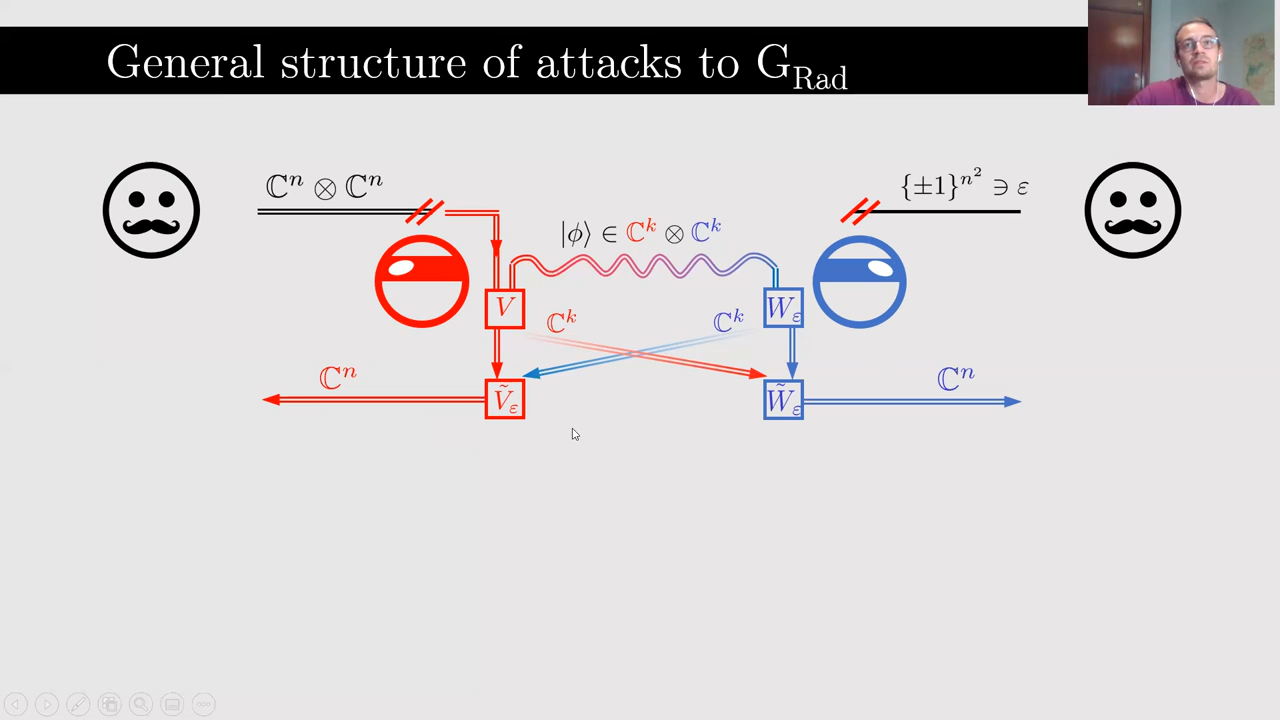 General structure of attacks to G_Rad
ℂⁿ ⊗ ℂⁿ
{±1}^{n²} ∋ ε
|ϕ⟩ ∈ ℂᵏ ⊗ ℂᵏ
V
W_ε
ℂᵏ
ℂᵏ
ℂⁿ
ℂⁿ
Ṽ_ε
W̃_ε